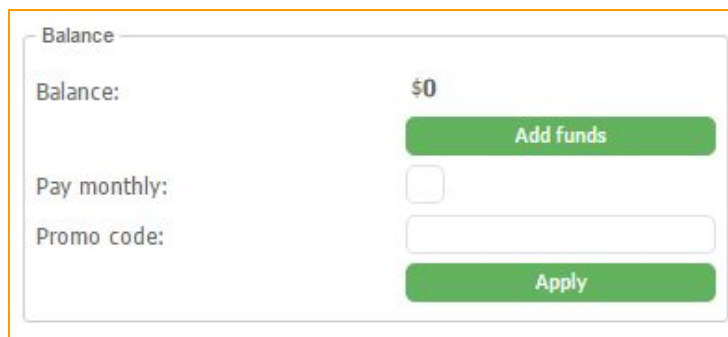 Balance
Balance: $0
Add funds
Pay monthly:
Promo code:
Apply